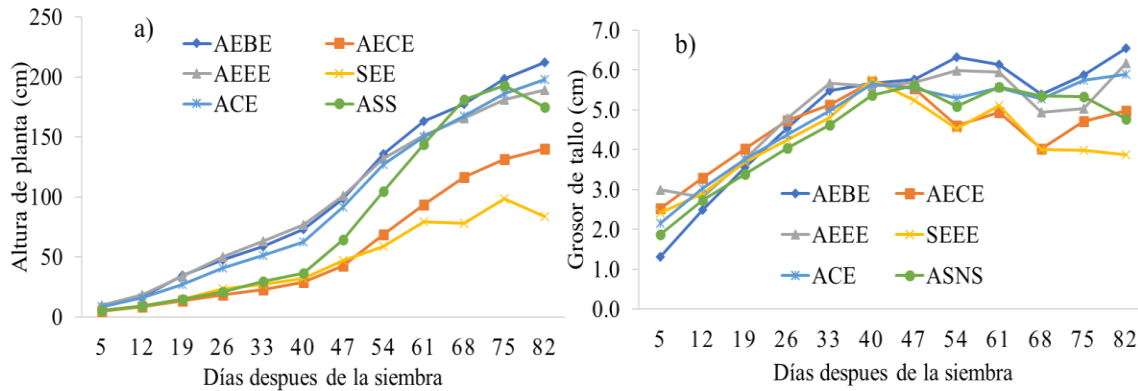 a)
AEBE AECE
AEEE SEE
ACE ASS
Altura de planta (cm)
250
200
150
100
50
0
5 12 19 26 33 40 47 54 61 68 75 82
Días despues de la siembra
b)
Grosor de tallo (cm)
7.0
6.0
5.0
4.0
3.0
2.0
1.0
0.0
AEBE AECE
AEEE SEEE
ACE ASNS
5 12 19 26 33 40 47 54 61 68 75 82
Días despues de la siembra